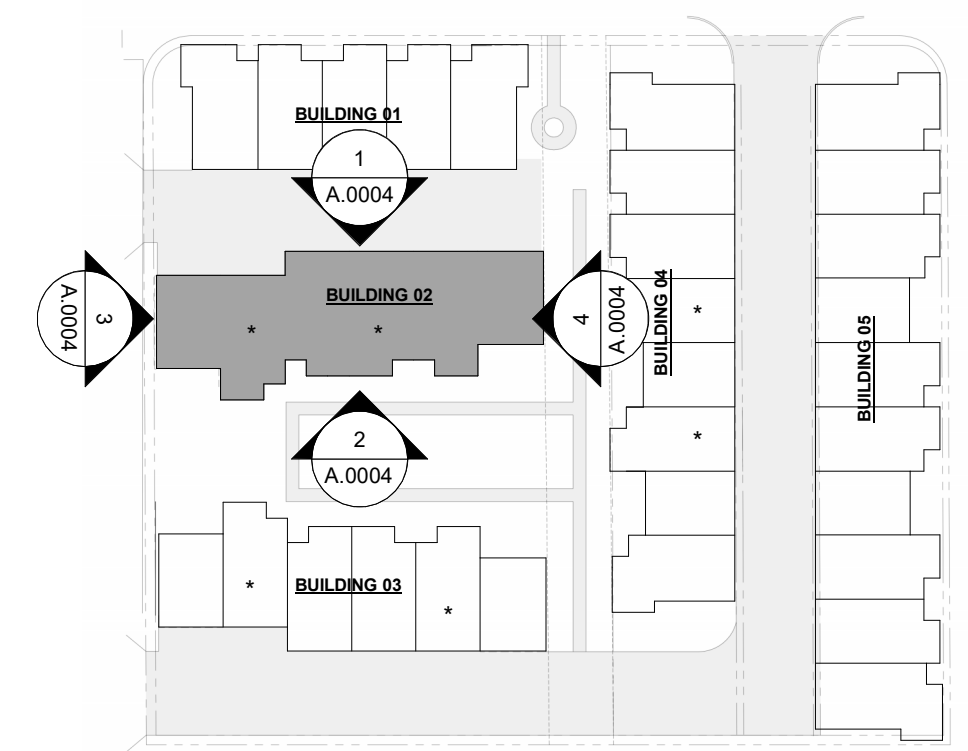 BUILDING 01
1
A.0004
BUILDING 02
*
*
3
A.0004
4
A.0004
BUILDING 04
*
*
BUILDING 05
2
A.0004
BUILDING 03
*
*